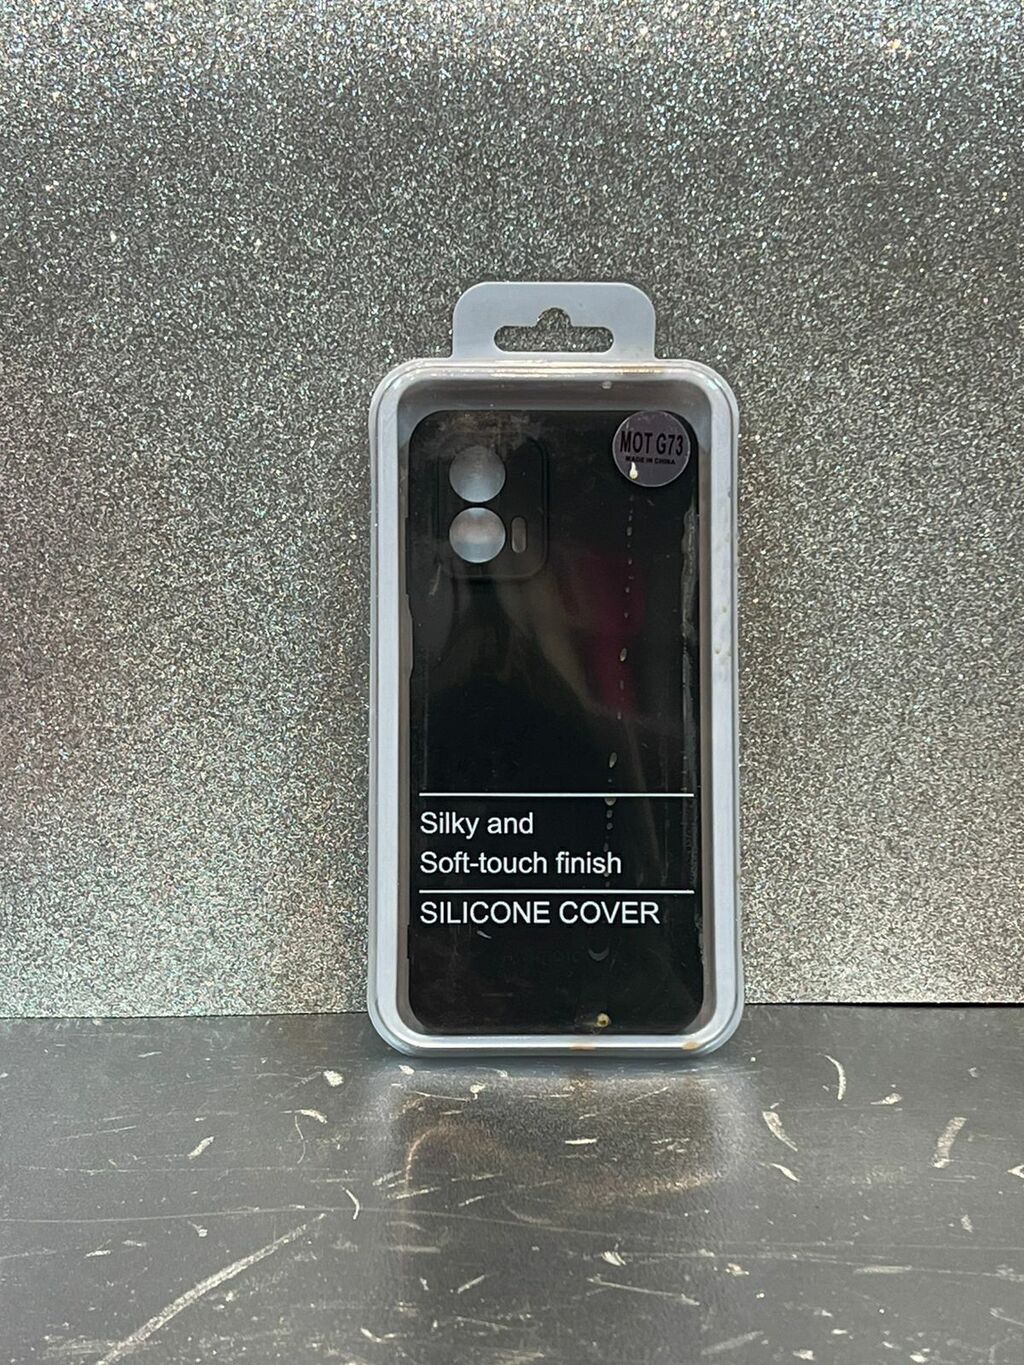 MOT G73
MADE IN CHINA
Silky and
Soft-touch finish
SILICONE COVER